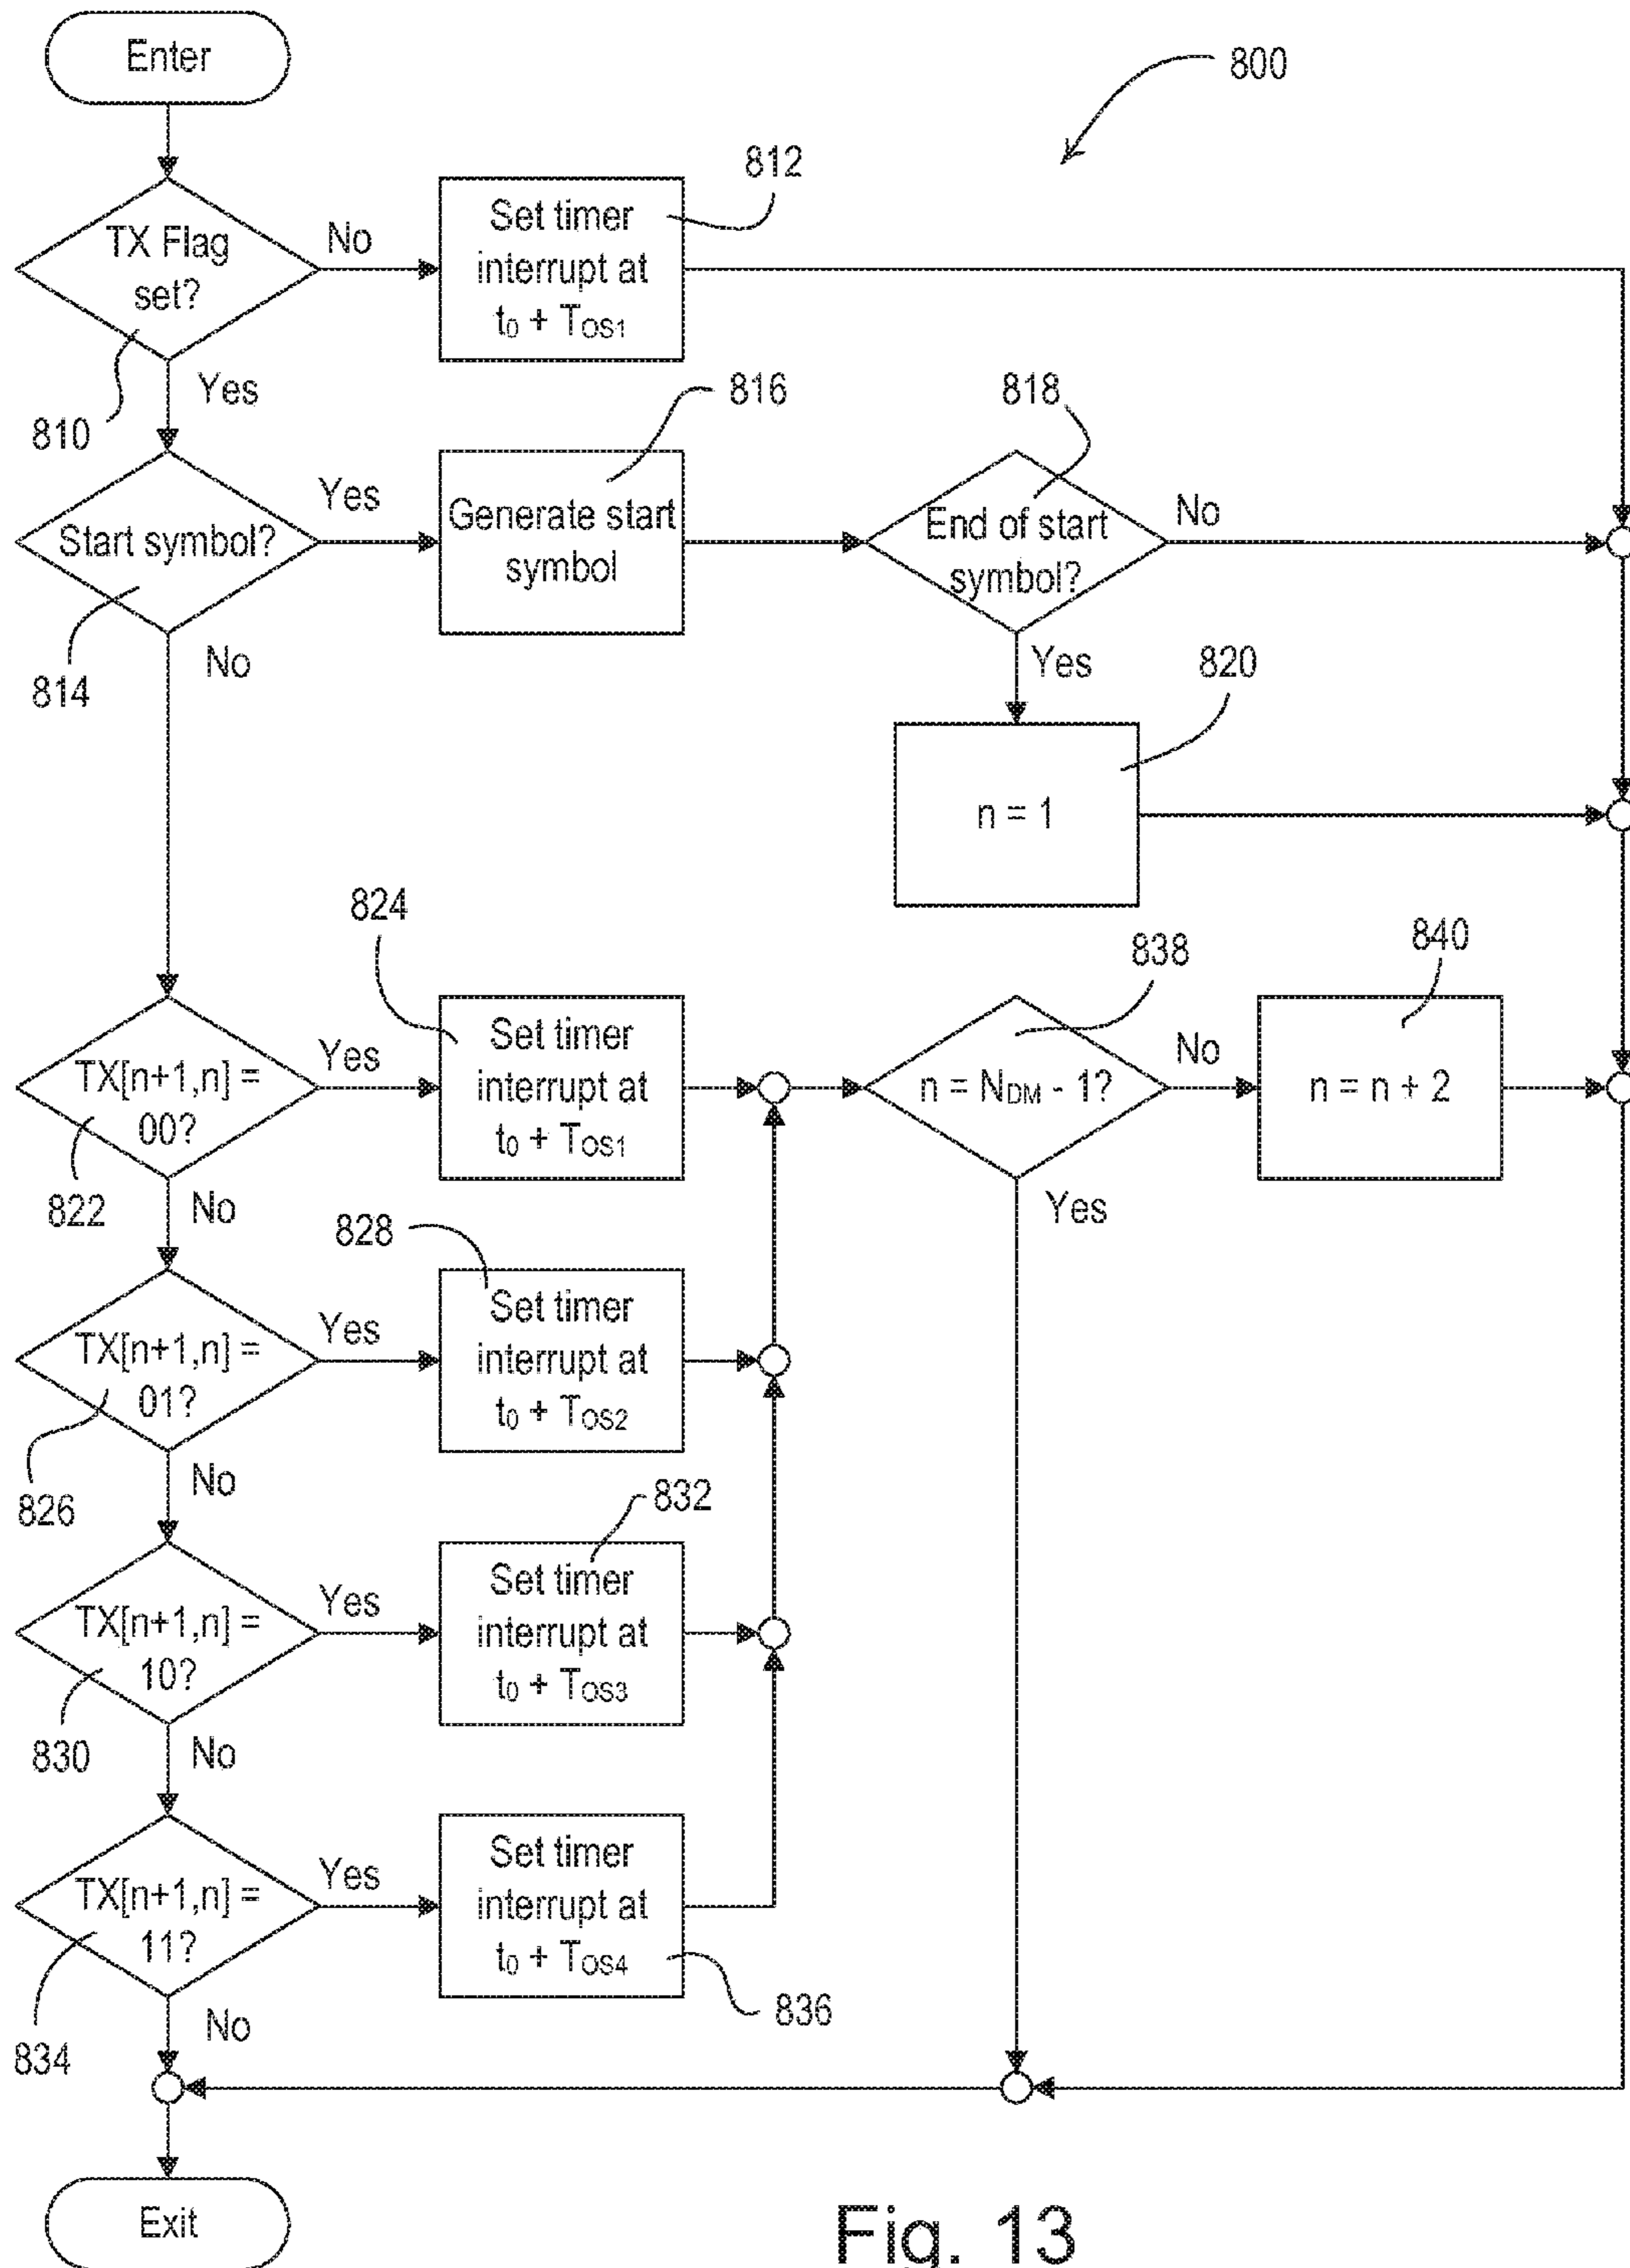 Enter
800
812
TX Flag
set?
No
Set timer
interrupt at
t₀ + TOS1
810
Yes
816
818
Start symbol?
Yes
Generate start
symbol
End of start
symbol?
No
814
No
Yes
820
n = 1
824
838
840
TX[n+1,n] =
00?
Yes
Set timer
interrupt at
t₀ + TOS1
n = NDM - 1?
No
n = n + 2
822
No
Yes
828
TX[n+1,n] =
01?
Yes
Set timer
interrupt at
t₀ + TOS2
826
No
832
TX[n+1,n] =
10?
Yes
Set timer
interrupt at
t₀ + TOS3
830
No
TX[n+1,n] =
11?
Yes
Set timer
interrupt at
t₀ + TOS4
836
834
No
Exit
Fig. 13